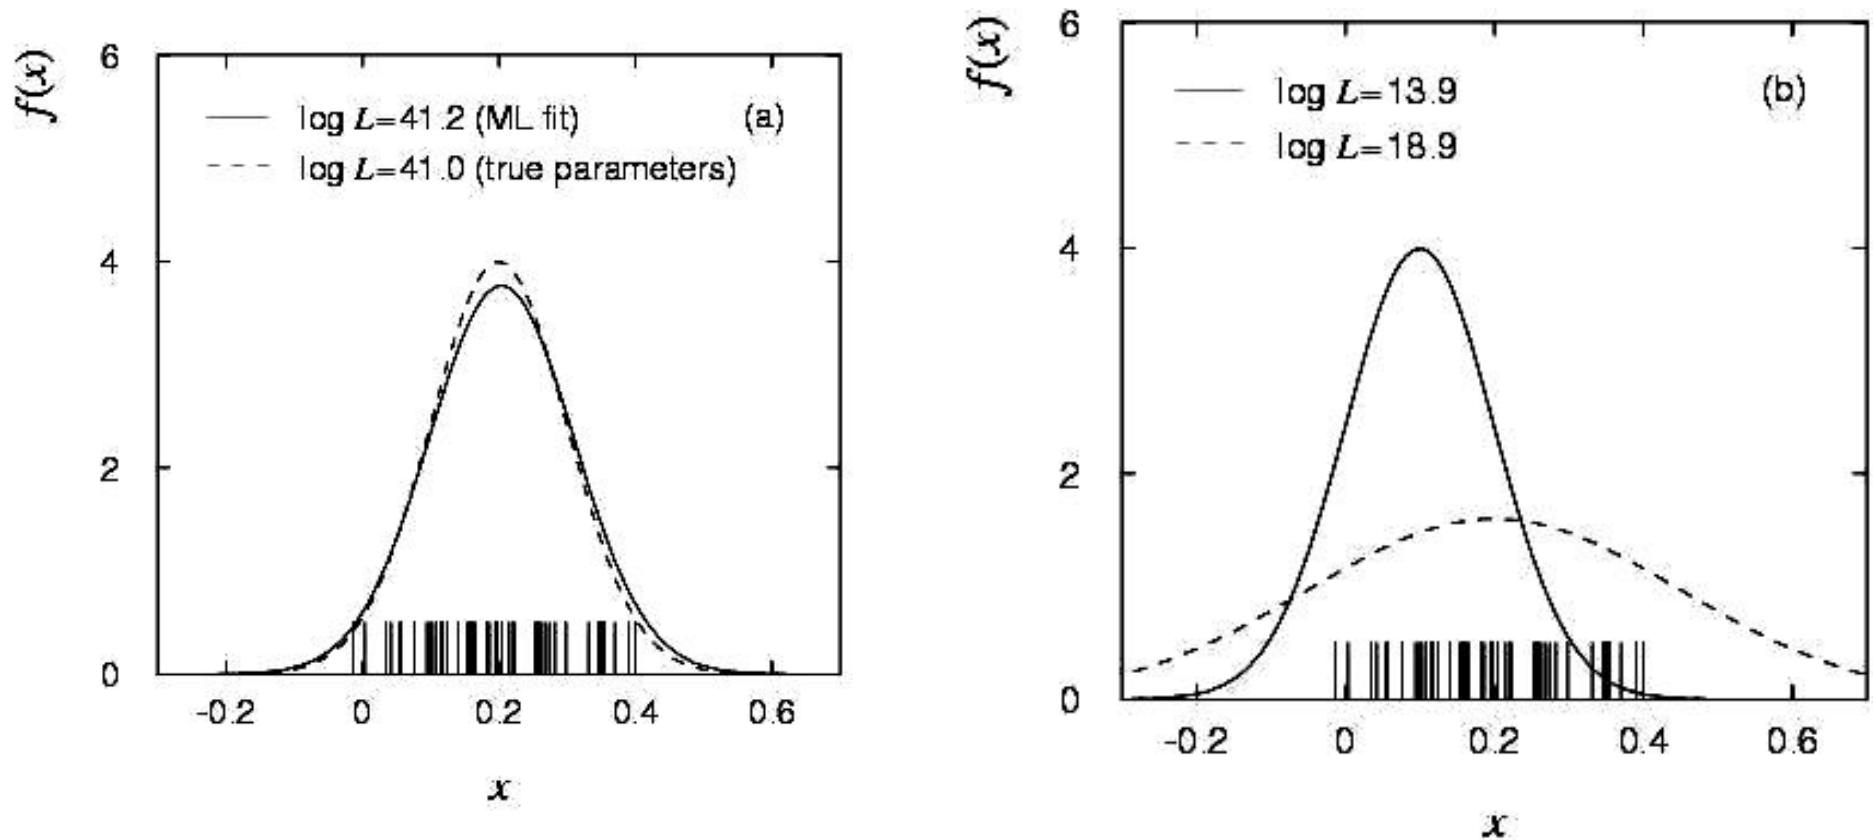 f(x)
6
log L=41.2 (ML fit)
(a)
log L=41.0 (true parameters)
4
2
0
-0.2 0 0.2 0.4 0.6
x
f(x)
6
log L=13.9
(b)
log L=18.9
4
2
0
-0.2 0 0.2 0.4 0.6
x